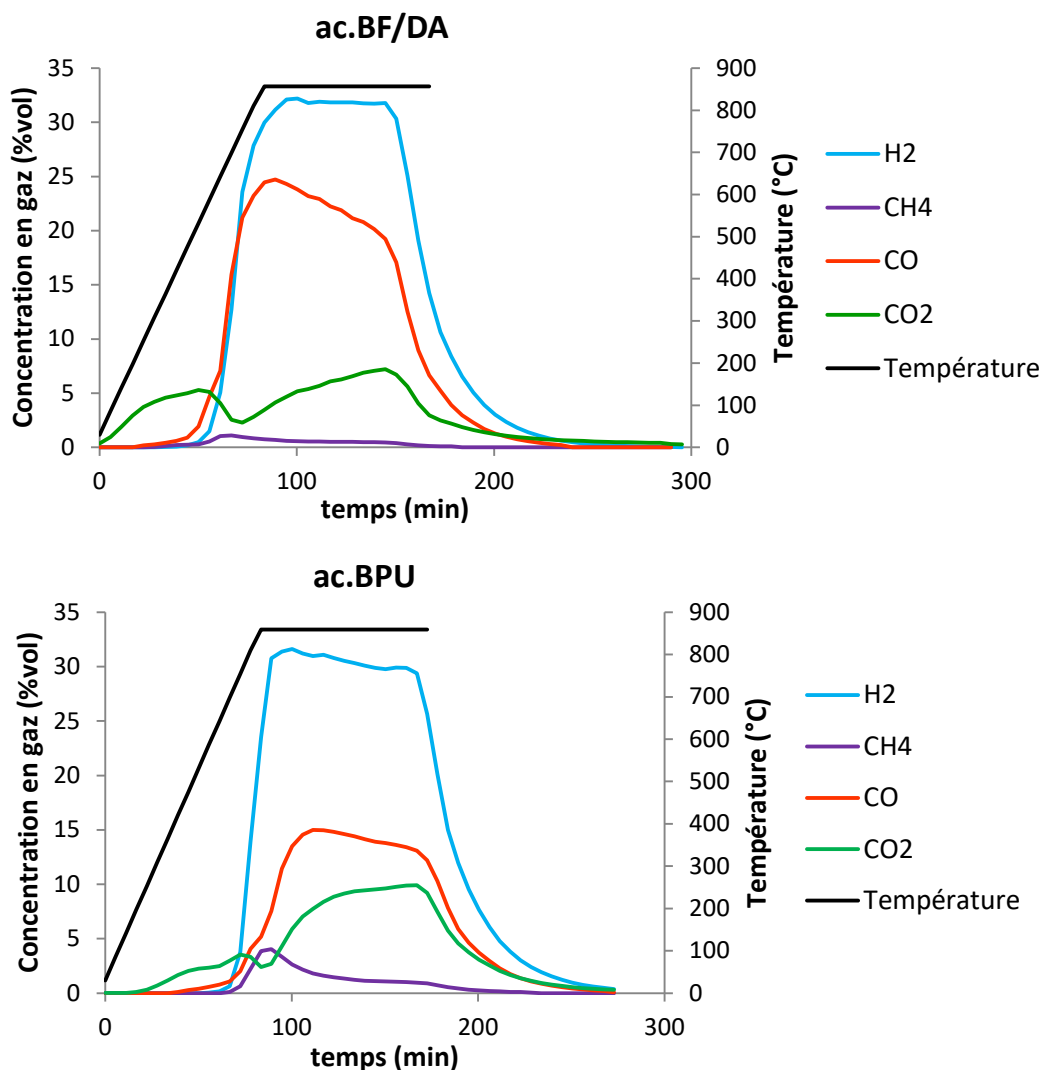 ac.BF/DA
Concentration en gaz (%vol)
35
30
25
20
15
10
5
0
0
100
200
300
temps (min)
900
800
700
600
500
400
300
200
100
0
Température (°C)
H2
CH4
CO
CO2
Température
ac.BPU
Concentration en gaz (%vol)
35
30
25
20
15
10
5
0
0
100
200
300
temps (min)
900
800
700
600
500
400
300
200
100
0
Température (°C)
H2
CH4
CO
CO2
Température